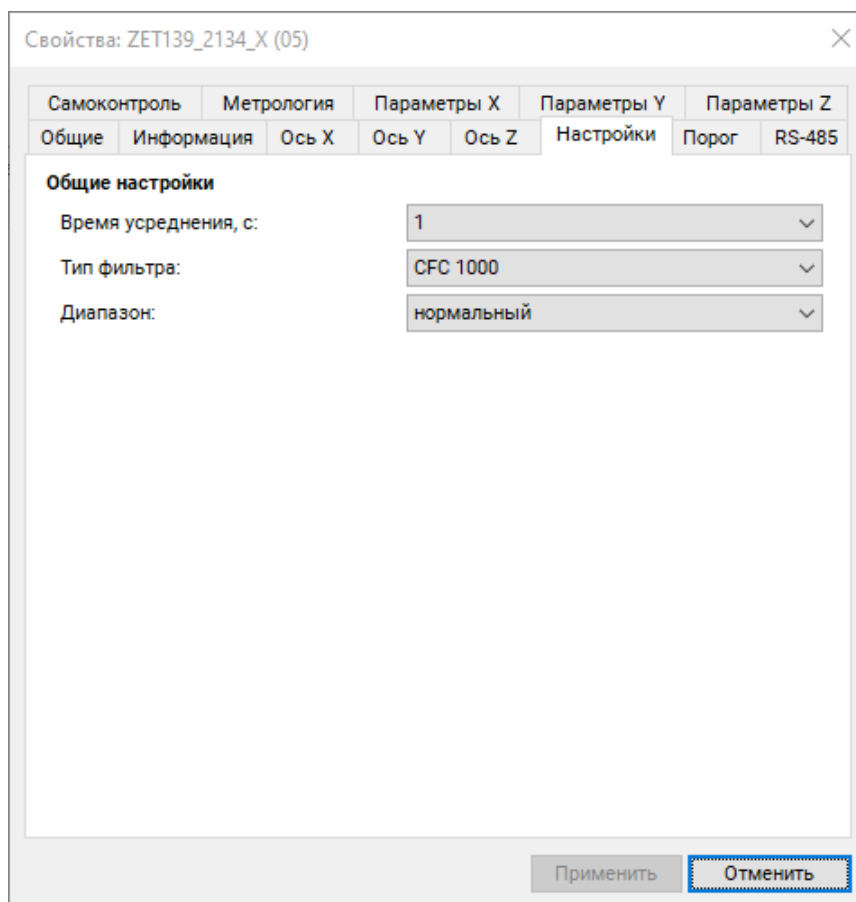 Свойства: ZET139_2134_X (05)
Самоконтроль Метрология Параметры X Параметры Y Параметры Z
Общие Информация Ось X Ось Y Ось Z Настройки Порог RS-485
Общие настройки
Время усреднения, с: 1
Тип фильтра: CFC 1000
Диапазон: нормальный
Применить Отменить